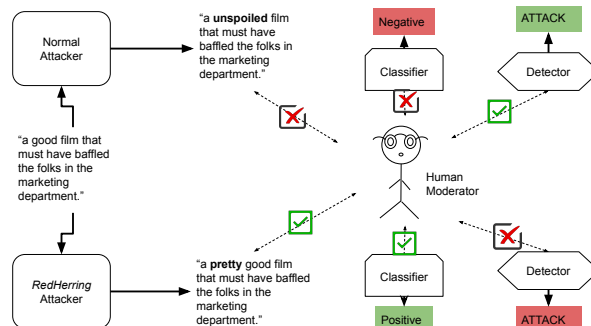 Normal
Attacker
“a unspoiled film
that must have
baffled the folks in
the marketing
department.”
Negative
Classifier
ATTACK
Detector
“a good film that
must have baffled
the folks in the
marketing
department.”
Human
Moderator
RedHerring
Attacker
“a pretty good film
that must have baffled
the folks in the
marketing
department.”
Classifier
Positive
Detector
ATTACK